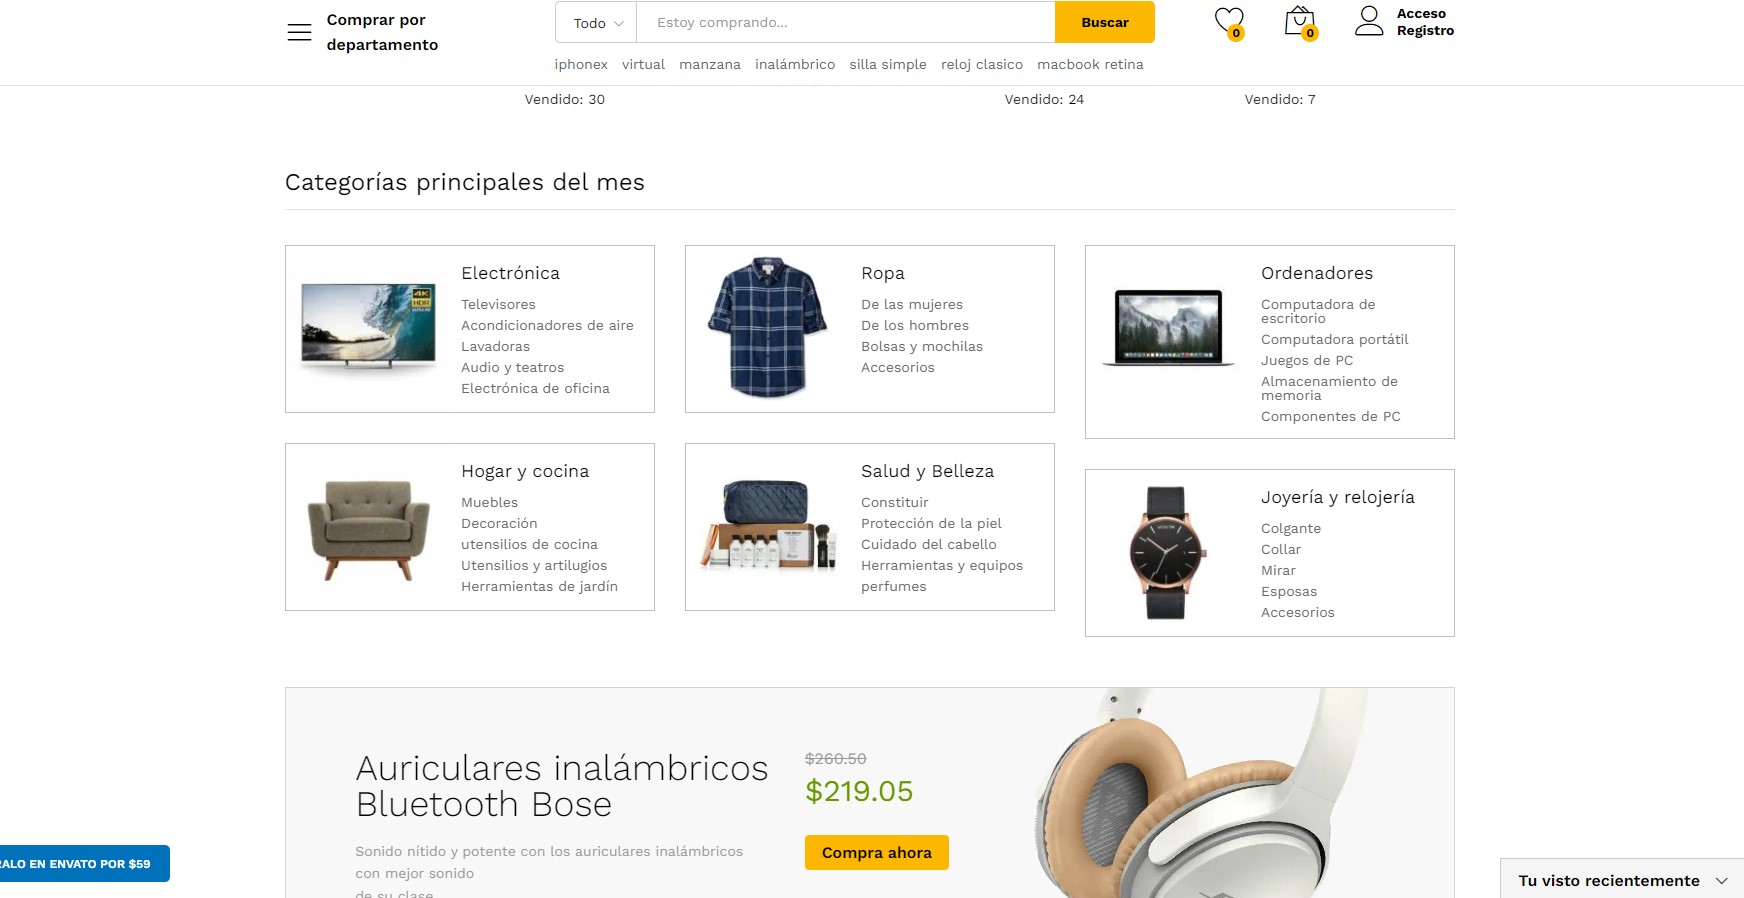 Comprar por
departamento
Todo
Estoy comprando...
Buscar
0
0
Acceso
Registro
iphonex virtual manzana inalámbrico silla simple reloj clasico macbook retina
Vendido: 30
Vendido: 24
Vendido: 7
Categorías principales del mes
Electrónica
Televisores
Acondicionadores de aire
Lavadoras
Audio y teatros
Electrónica de oficina
4K
HDR
Ropa
De las mujeres
De los hombres
Bolsas y mochilas
Accesorios
Ordenadores
Computadora de
escritorio
Computadora portátil
Juegos de PC
Almacenamiento de
memoria
Componentes de PC
Hogar y cocina
Muebles
Decoración
utensilios de cocina
Utensilios y artilugios
Herramientas de jardín
Salud y Belleza
Constituir
Protección de la piel
Cuidado del cabello
Herramientas y equipos
perfumes
Joyería y relojería
Colgante
Collar
Mirar
Esposas
Accesorios
Auriculares inalámbricos
Bluetooth Bose
Sonido nítido y potente con los auriculares inalámbricos
con mejor sonido
de su clase
$260.50
$219.05
Compra ahora
RALO EN ENVATO POR $59
Tu visto recientemente